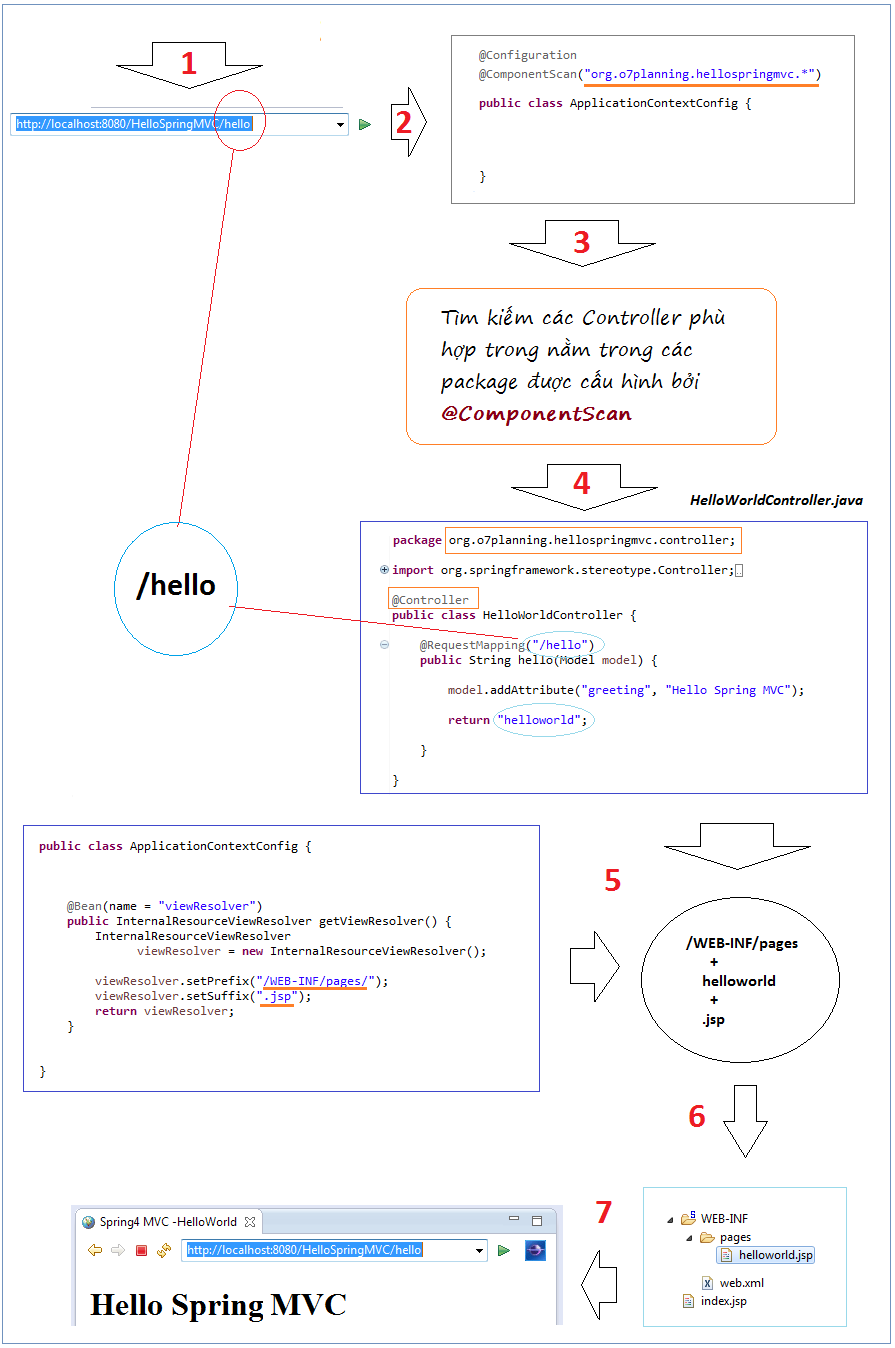 1
http://localhost:8080/HelloSpringMVC/hello
2
@Configuration
@ComponentScan("org.o7planning.hellospringmvc.*")
public class ApplicationContextConfig {
}
3
Tìm kiếm các Controller phù
hợp trong nằm trong các
package được cấu hình bởi
@ComponentScan
4
HelloWorldController.java
package org.o7planning.hellospringmvc.controller;
import org.springframework.stereotype.Controller;
@Controller
public class HelloWorldController {
@RequestMapping("/hello")
public String hello(Model model) {
model.addAttribute("greeting", "Hello Spring MVC");
return "helloworld";
}
}
/hello
public class ApplicationContextConfig {
@Bean(name = "viewResolver")
public InternalResourceViewResolver getViewResolver() {
InternalResourceViewResolver
viewResolver = new InternalResourceViewResolver();
viewResolver.setPrefix("/WEB-INF/pages/");
viewResolver.setSuffix(".jsp");
return viewResolver;
}
}
5
/WEB-INF/pages
+
helloworld
+
.jsp
6
7
WEB-INF
pages
helloworld.jsp
web.xml
index.jsp
Spring4 MVC -HelloWorld
http://localhost:8080/HelloSpringMVC/hello
Hello Spring MVC